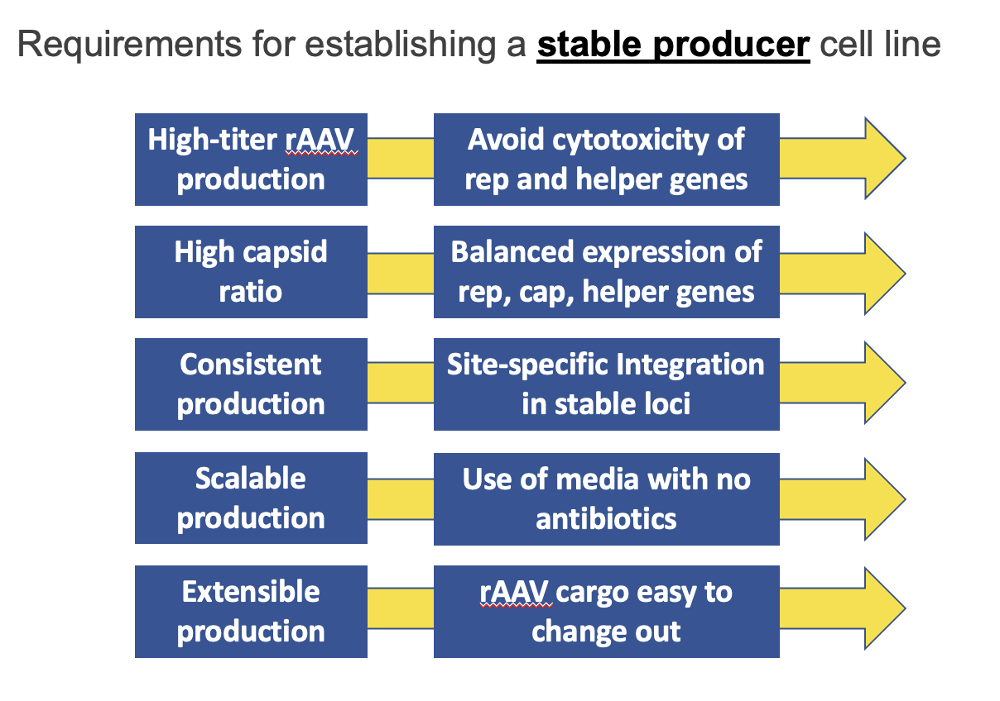 Requirements for establishing a stable producer cell line
High-titer rAAV
production
Avoid cytotoxicity of
rep and helper genes
High capsid
ratio
Balanced expression of
rep, cap, helper genes
Consistent
production
Site-specific Integration
in stable loci
Scalable
production
Use of media with no
antibiotics
Extensible
production
rAAV cargo easy to
change out